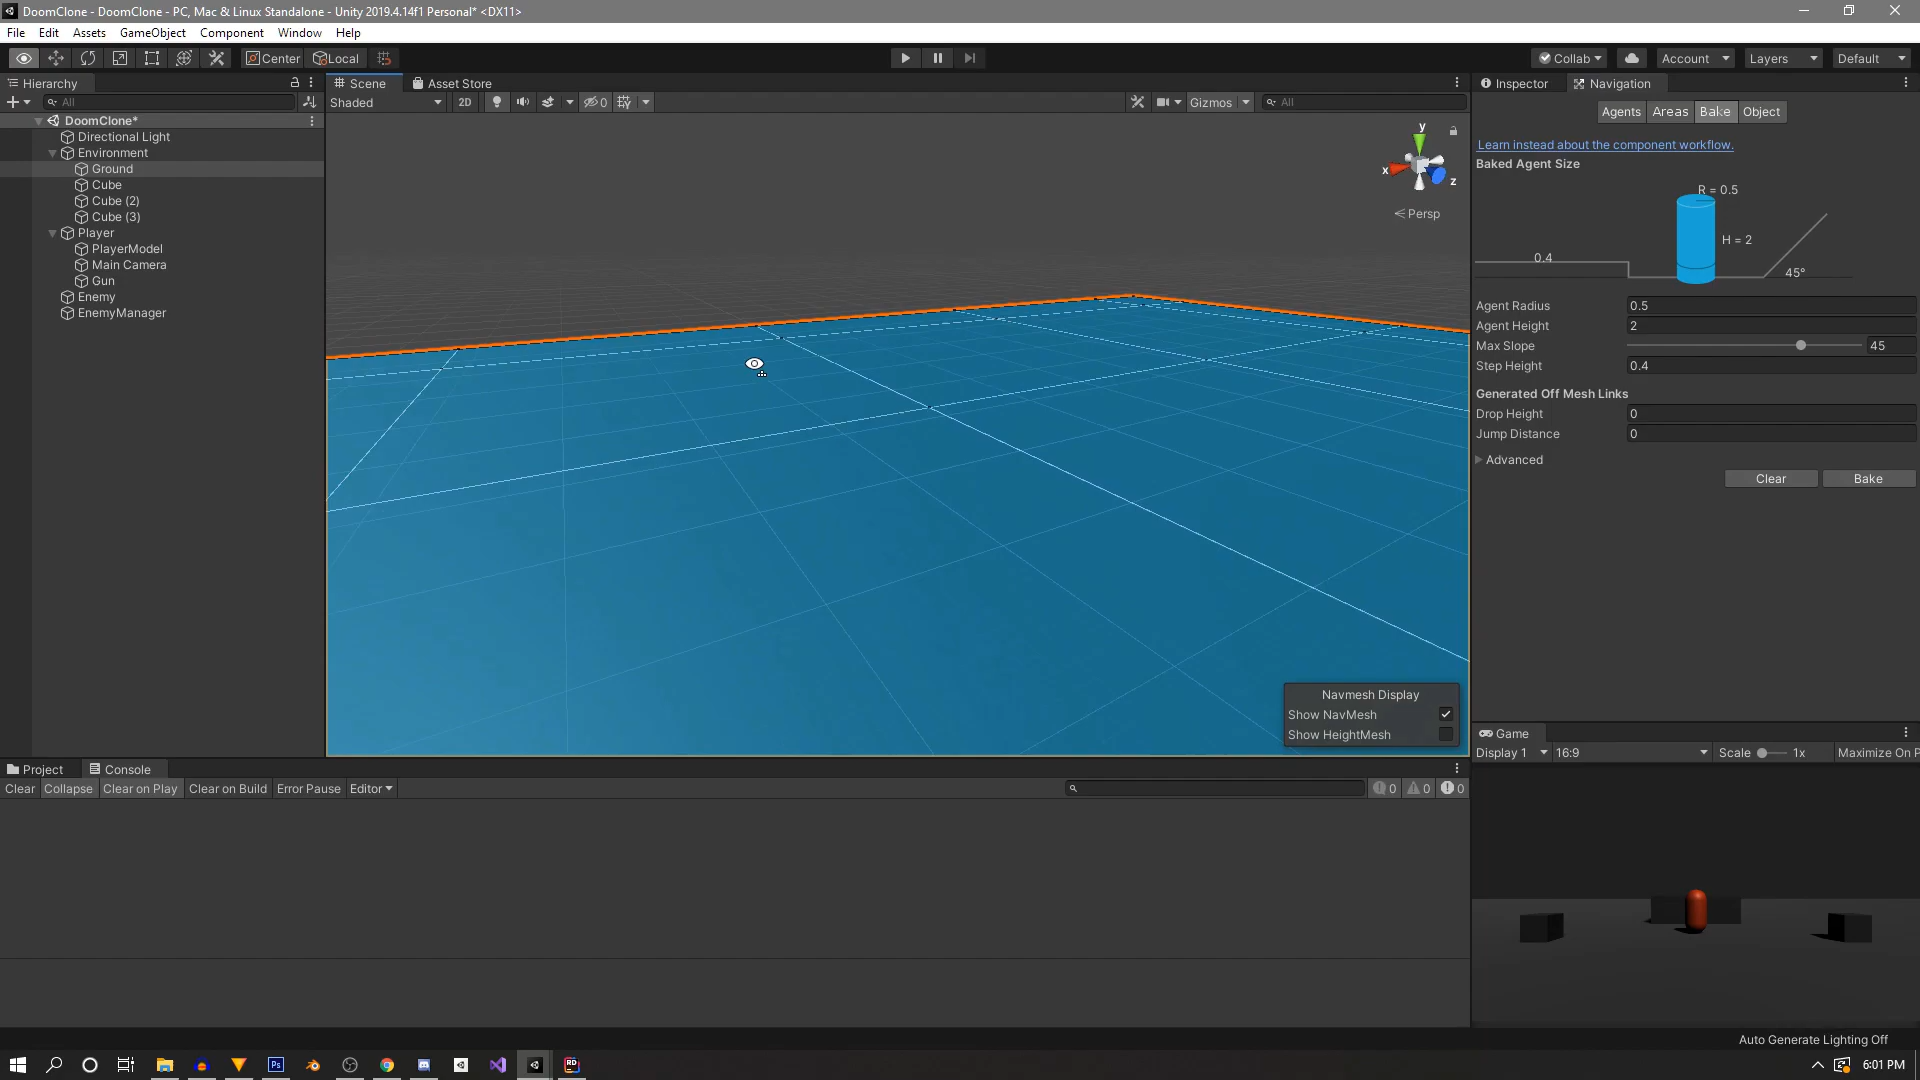 DoomClone - DoomClone - PC, Mac & Linux Standalone - Unity 2019.4.14f1 Personal* <DX11>
File Edit Assets GameObject Component Window Help
Center Local
Collab Account Layers Default
Hierarchy
All
DoomClone*
Directional Light
Environment
Ground
Cube
Cube (2)
Cube (3)
Player
PlayerModel
Main Camera
Gun
Enemy
EnemyManager
Scene Asset Store
Shaded 2D 0 Gizmos All
y
x
z
Persp
Navmesh Display
Show NavMesh
Show HeightMesh
Inspector Navigation
Agents Areas Bake Object
Learn instead about the component workflow.
Baked Agent Size
R = 0.5
H = 2
0.4
45°
Agent Radius 0.5
Agent Height 2
Max Slope 45
Step Height 0.4
Generated Off Mesh Links
Drop Height 0
Jump Distance 0
Advanced
Clear Bake
Game
Display 1 16:9 Scale 1x Maximize On P
Project Console
Clear Collapse Clear on Play Clear on Build Error Pause Editor 0 0 0
Auto Generate Lighting Off
Ps RD
6:01 PM